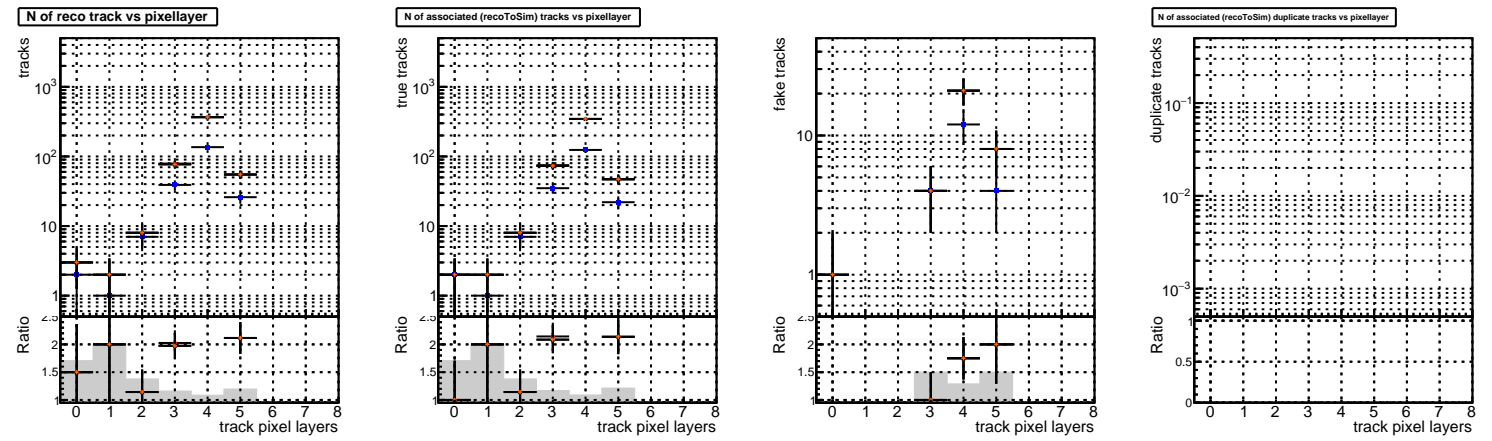 N of reco track vs pixellayer
tracks
10³
10²
10
1
Ratio
2.5
2
1.5
1
0 1 2 3 4 5 6 7 8
track pixel layers
N of associated (recoToSim) tracks vs pixellayer
true tracks
10³
10²
10
1
Ratio
2.5
2
1.5
1
0 1 2 3 4 5 6 7 8
track pixel layers
fake tracks
10
1
Ratio
2.5
2
1.5
1
0 1 2 3 4 5 6 7 8
track pixel layers
N of associated (recoToSim) duplicate tracks vs pixellayer
duplicate tracks
10⁻¹
10⁻²
10⁻³
Ratio
1
0.5
0
0 1 2 3 4 5 6 7 8
track pixel layers